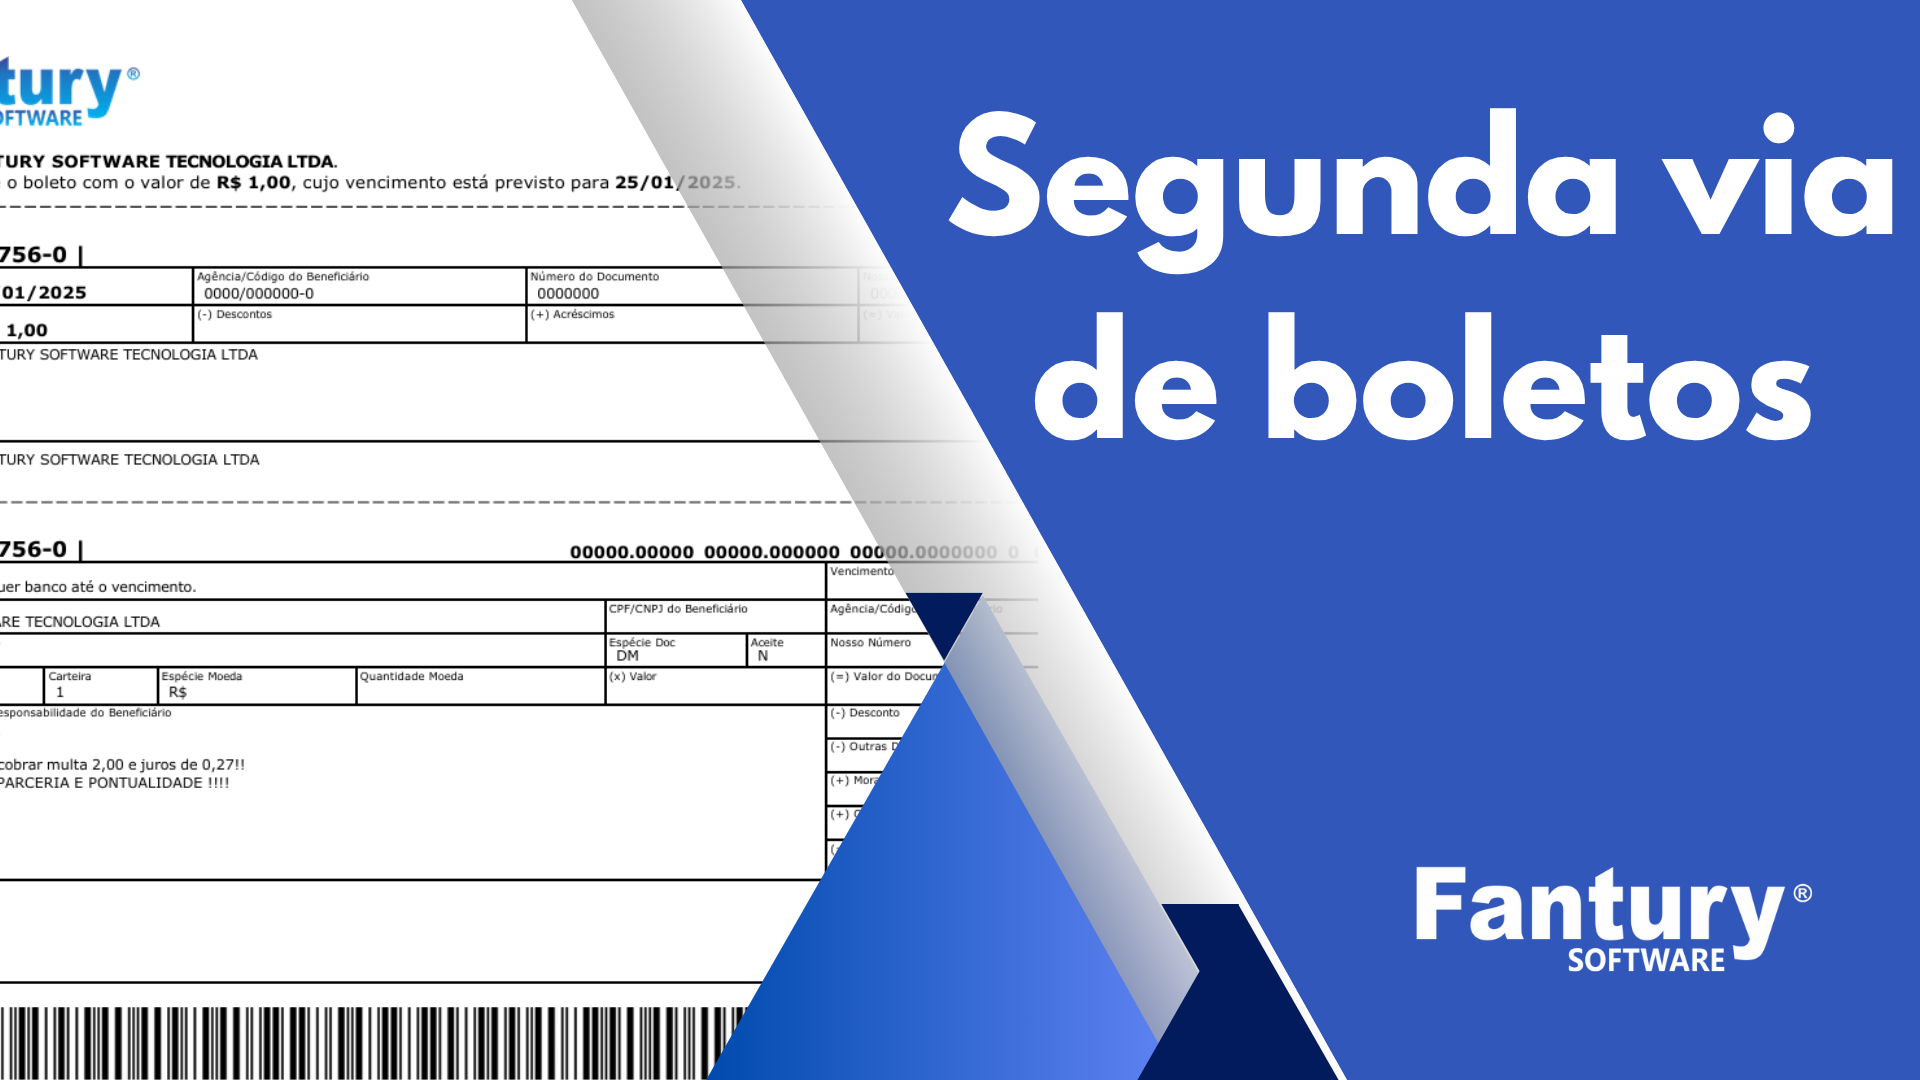 tury®
OFTWARE
TURY SOFTWARE TECNOLOGIA LTDA.
o boleto com o valor de R$ 1,00, cujo vencimento está previsto para 25/01/2025.
Segunda via
de boletos
756-0 |
01/2025
Agência/Código do Beneficiário
0000/000000-0
Número do Documento
0000000
1,00
(-) Descontos
(+) Acréscimos
TURY SOFTWARE TECNOLOGIA LTDA
TURY SOFTWARE TECNOLOGIA LTDA
756-0 |
00000.00000 00000.000000 00000.0000000 0
uer banco até o vencimento.
Vencimento
RE TECNOLOGIA LTDA
CPF/CNPJ do Beneficiário
Agência/Código
Espécie Doc
DM
Aceite
N
Nosso Número
Carteira
1
Espécie Moeda
R$
Quantidade Moeda
(x) Valor
(=) Valor do Docum
esponsabilidade do Beneficiário
(-) Desconto
(-) Outras D
cobrar multa 2,00 e juros de 0,27!!
(+) Mora
PARCERIA E PONTUALIDADE !!!!
Fantury®
SOFTWARE